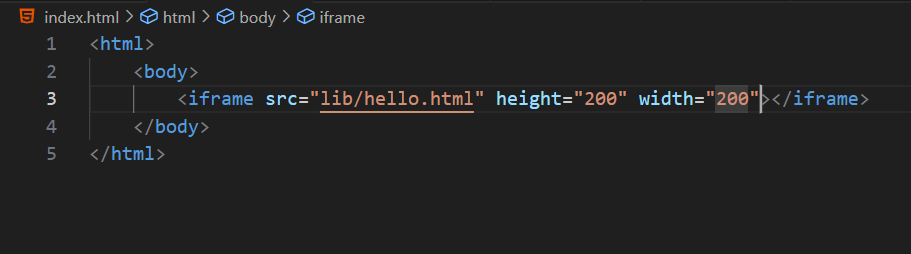 index.html > html > body > iframe
1 <html>
2     <body>
3         <iframe src="lib/hello.html" height="200" width="200"></iframe>
4     </body>
5 </html>